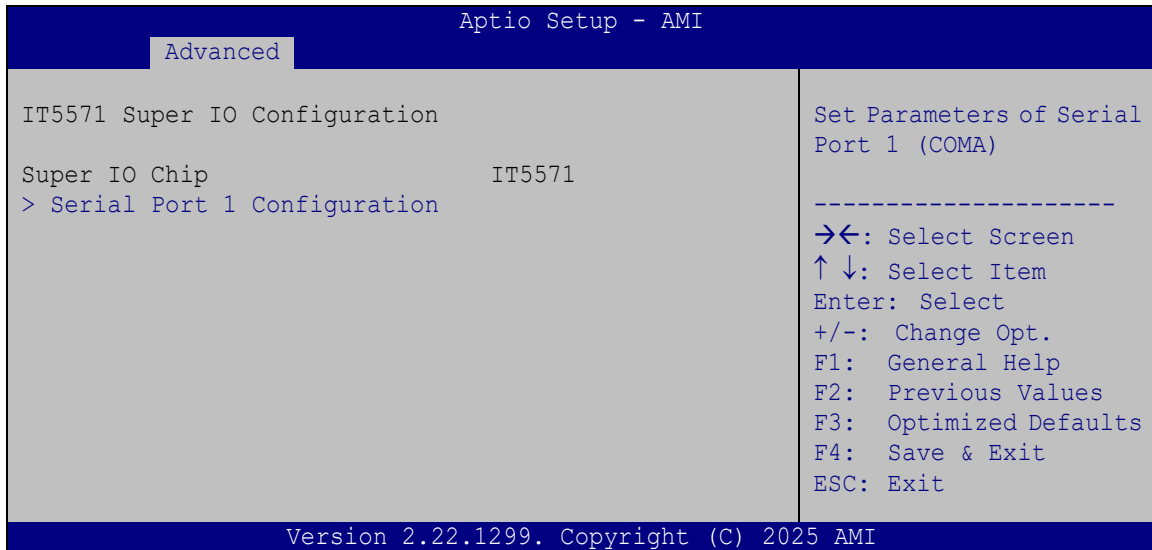 Aptio Setup - AMI
Advanced
IT5571 Super IO Configuration
Super IO Chip IT5571
> Serial Port 1 Configuration
Set Parameters of Serial
Port 1 (COMA)
---------------------
→←: Select Screen
↑ ↓: Select Item
Enter: Select
+/-: Change Opt.
F1: General Help
F2: Previous Values
F3: Optimized Defaults
F4: Save & Exit
ESC: Exit
Version 2.22.1299. Copyright (C) 2025 AMI